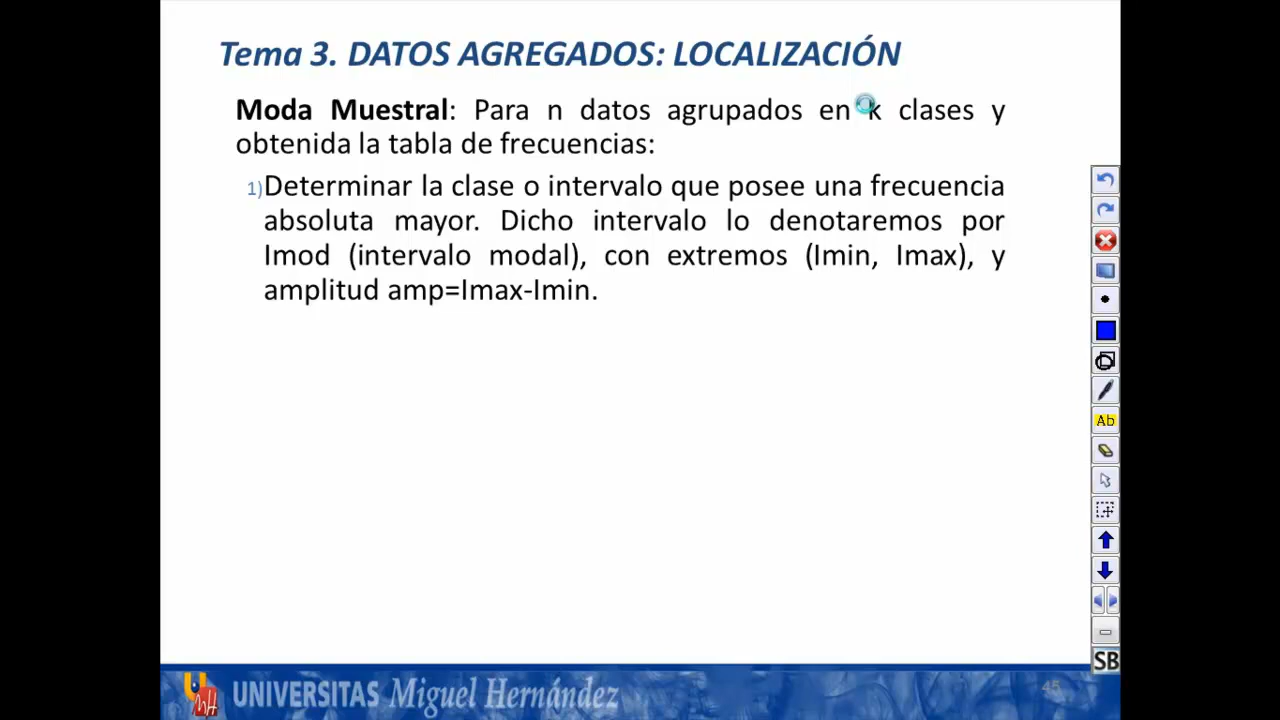 Tema 3. DATOS AGREGADOS: LOCALIZACIÓN
Moda Muestral: Para n datos agrupados en k clases y
obtenida la tabla de frecuencias:
1) Determinar la clase o intervalo que posee una frecuencia
absoluta mayor. Dicho intervalo lo denotaremos por
Imod (intervalo modal), con extremos (Imin, Imax), y
amplitud amp=Imax-Imin.
Ab
SB
UNIVERSITAS Miguel Hernández
45